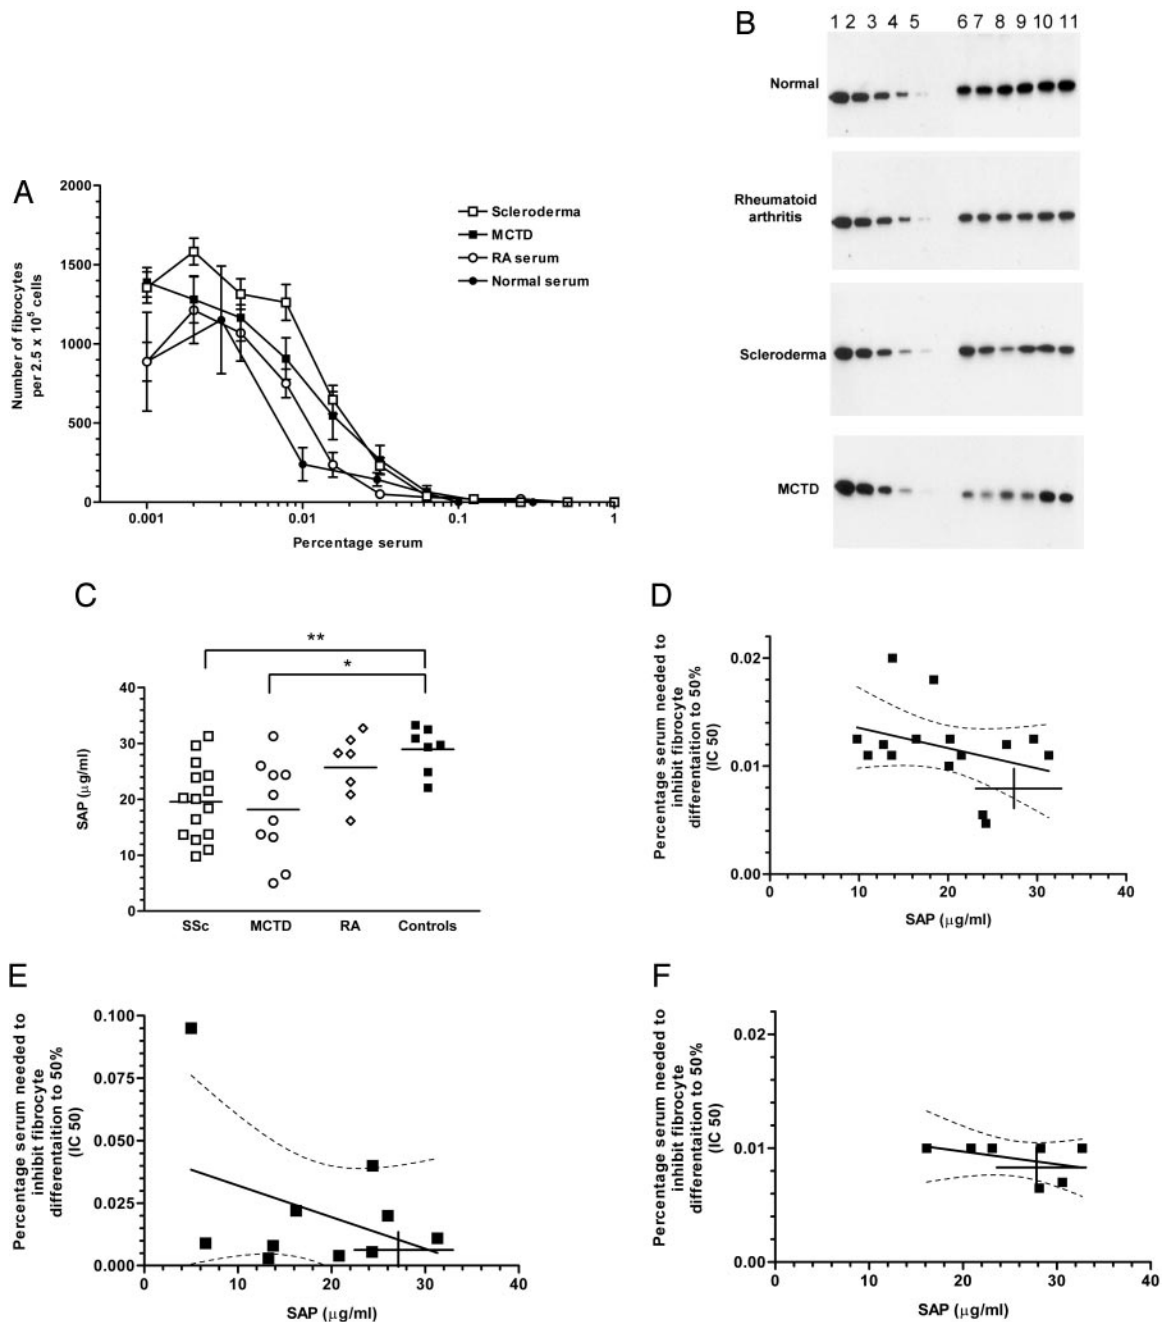 B
1 2 3 4 5 6 7 8 9 10 11
Normal
Rheumatoid
arthritis
Scleroderma
MCTD
A
2000
1500
1000
500
0
0.001 0.01 0.1 1
Number of fibrocytes
per 2.5 x 10⁵ cells
Percentage serum
Scleroderma
MCTD
RA serum
Normal serum
C
**
*
40
30
20
10
0
SAP (μg/ml)
SSc MCTD RA Controls
D
Percentage serum needed to
inhibit fibrocyte
differentaition to 50%
(IC 50)
0.02
0.01
0.00
0 10 20 30 40
SAP (μg/ml)
E
Percentage serum needed to
inhibit fibrocyte
differentaition to 50%
(IC 50)
0.100
0.075
0.050
0.025
0.000
0 10 20 30 40
SAP (μg/ml)
F
Percentage serum needed to
inhibit fibrocyte
differentaition to 50%
(IC 50)
0.02
0.01
0.00
0 10 20 30 40
SAP (μg/ml)